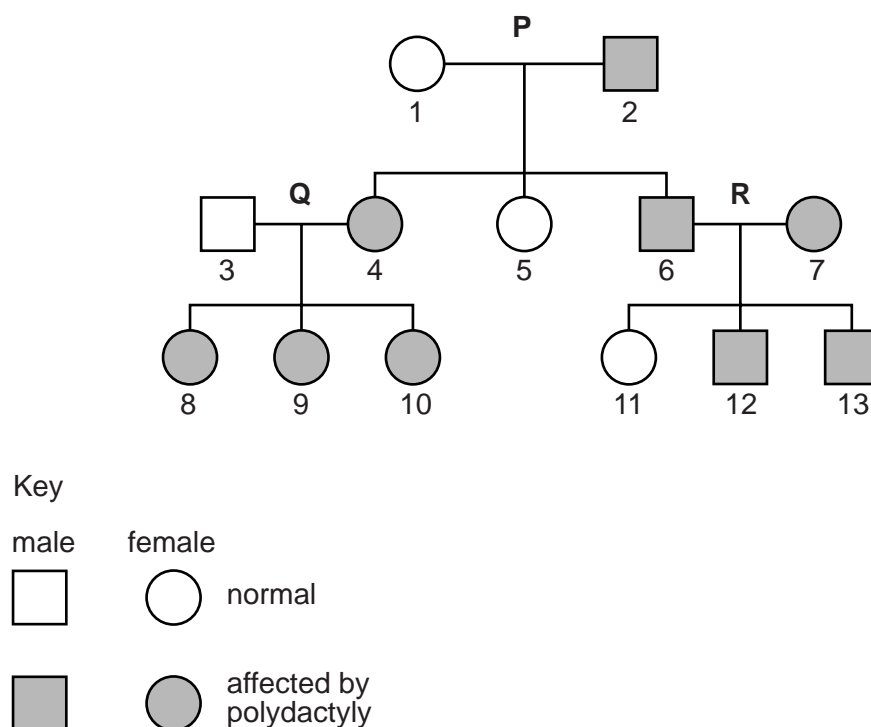 P
1 2
Q R
3 4 5 6 7
8 9 10 11 12 13
Key
male female
normal
affected by
polydactyly